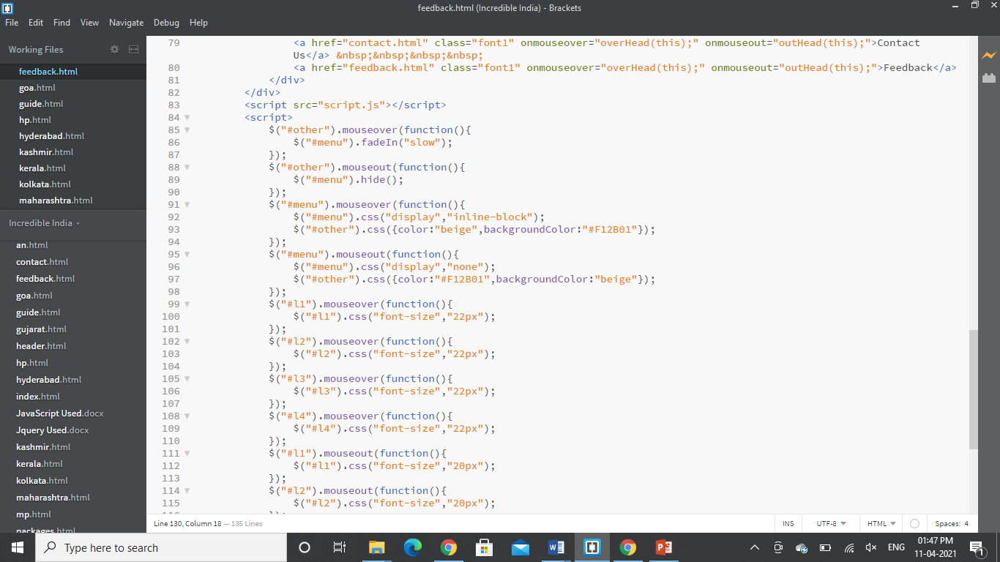 feedback.html (Incredible India) - Brackets
File Edit Find View Navigate Debug Help
Working Files
feedback.html
goa.html
guide.html
hp.html
hyderabad.html
kashmir.html
kerala.html
kolkata.html
maharashtra.html
Incredible India
an.html
contact.html
feedback.html
goa.html
guide.html
gujarat.html
header.html
hp.html
hyderabad.html
index.html
JavaScript Used.docx
Jquery Used.docx
kashmir.html
kerala.html
kolkata.html
maharashtra.html
mp.html
packages.html
79 <a href="contact.html" class="font1" onmouseover="overHead(this);" onmouseout="outHead(this);">Contact
Us</a> &nbsp;&nbsp;&nbsp;&nbsp;
80 <a href="feedback.html" class="font1" onmouseover="overHead(this);" onmouseout="outHead(this);">Feedback</a>
81 </div>
82 </div>
83 <script src="script.js"></script>
84 <script>
85 $("#other").mouseover(function(){
86 $("#menu").fadeIn("slow");
87 });
88 $("#other").mouseout(function(){
89 $("#menu").hide();
90 });
91 $("#menu").mouseover(function(){
92 $("#menu").css("display","inline-block");
93 $("#other").css({color:"beige",backgroundColor:"#F12B01"});
94 });
95 $("#menu").mouseout(function(){
96 $("#menu").css("display","none");
97 $("#other").css({color:"#F12B01",backgroundColor:"beige"});
98 });
99 $("#l1").mouseover(function(){
100 $("#l1").css("font-size","22px");
101 });
102 $("#l2").mouseover(function(){
103 $("#l2").css("font-size","22px");
104 });
105 $("#l3").mouseover(function(){
106 $("#l3").css("font-size","22px");
107 });
108 $("#l4").mouseover(function(){
109 $("#l4").css("font-size","22px");
110 });
111 $("#l1").mouseout(function(){
112 $("#l1").css("font-size","20px");
113 });
114 $("#l2").mouseout(function(){
115 $("#l2").css("font-size","20px");
116 });
Line 130, Column 18 — 135 Lines
INS UTF-8 HTML Spaces: 4
Type here to search
ENG
01:47 PM
11-04-2021
1